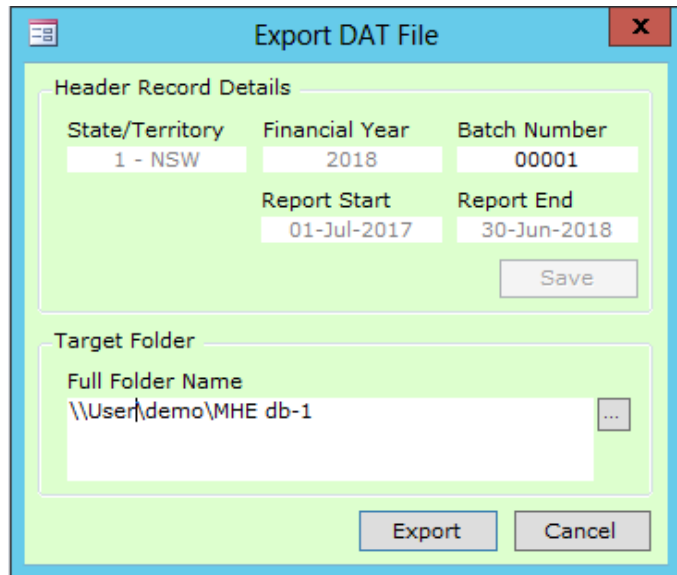 Export DAT File
x
Header Record Details
State/Territory Financial Year Batch Number
1 - NSW 2018 00001
Report Start Report End
01-Jul-2017 30-Jun-2018
Save
Target Folder
Full Folder Name
\\User\demo\MHE db-1
...
Export Cancel